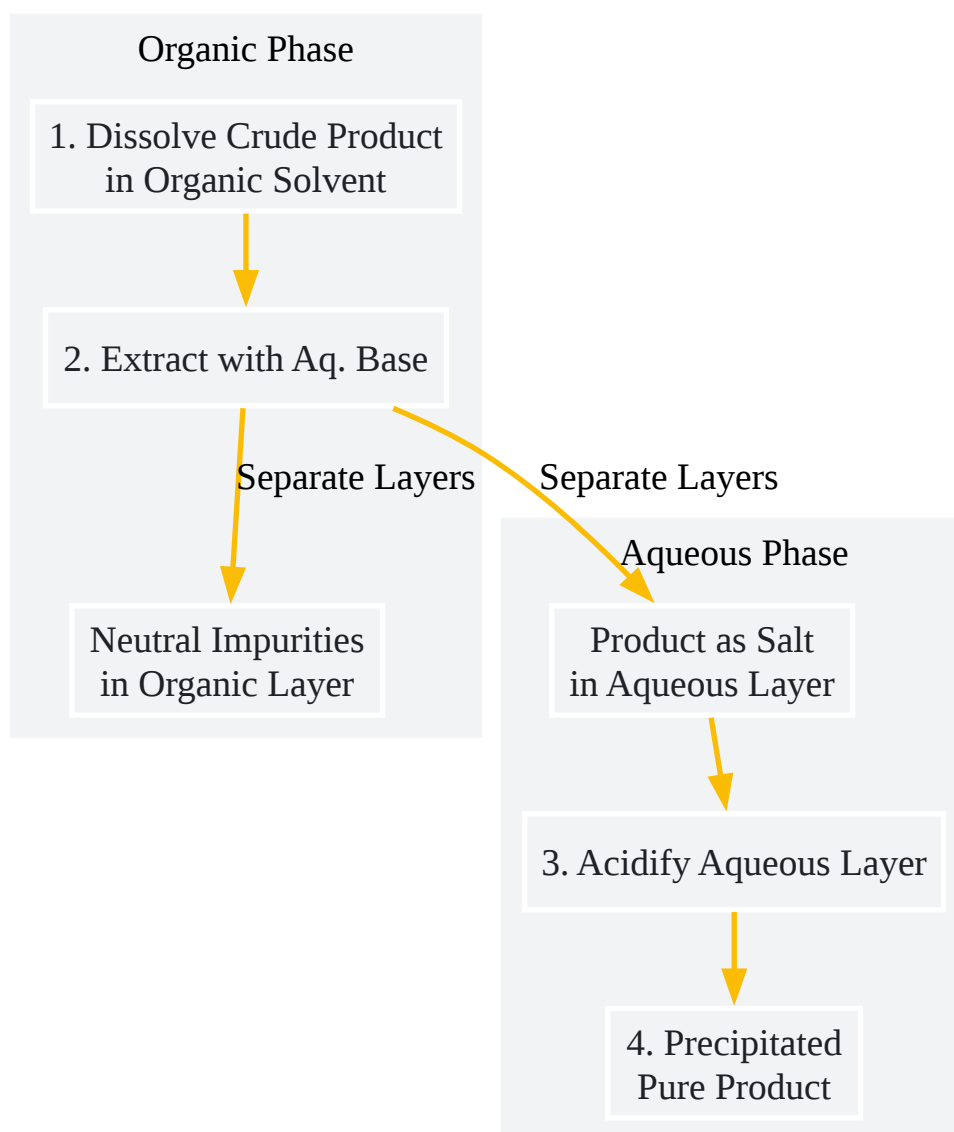 Organic Phase
1. Dissolve Crude Product
in Organic Solvent
2. Extract with Aq. Base
Separate Layers
Separate Layers
Aqueous Phase
Neutral Impurities
in Organic Layer
Product as Salt
in Aqueous Layer
3. Acidify Aqueous Layer
4. Precipitated
Pure Product